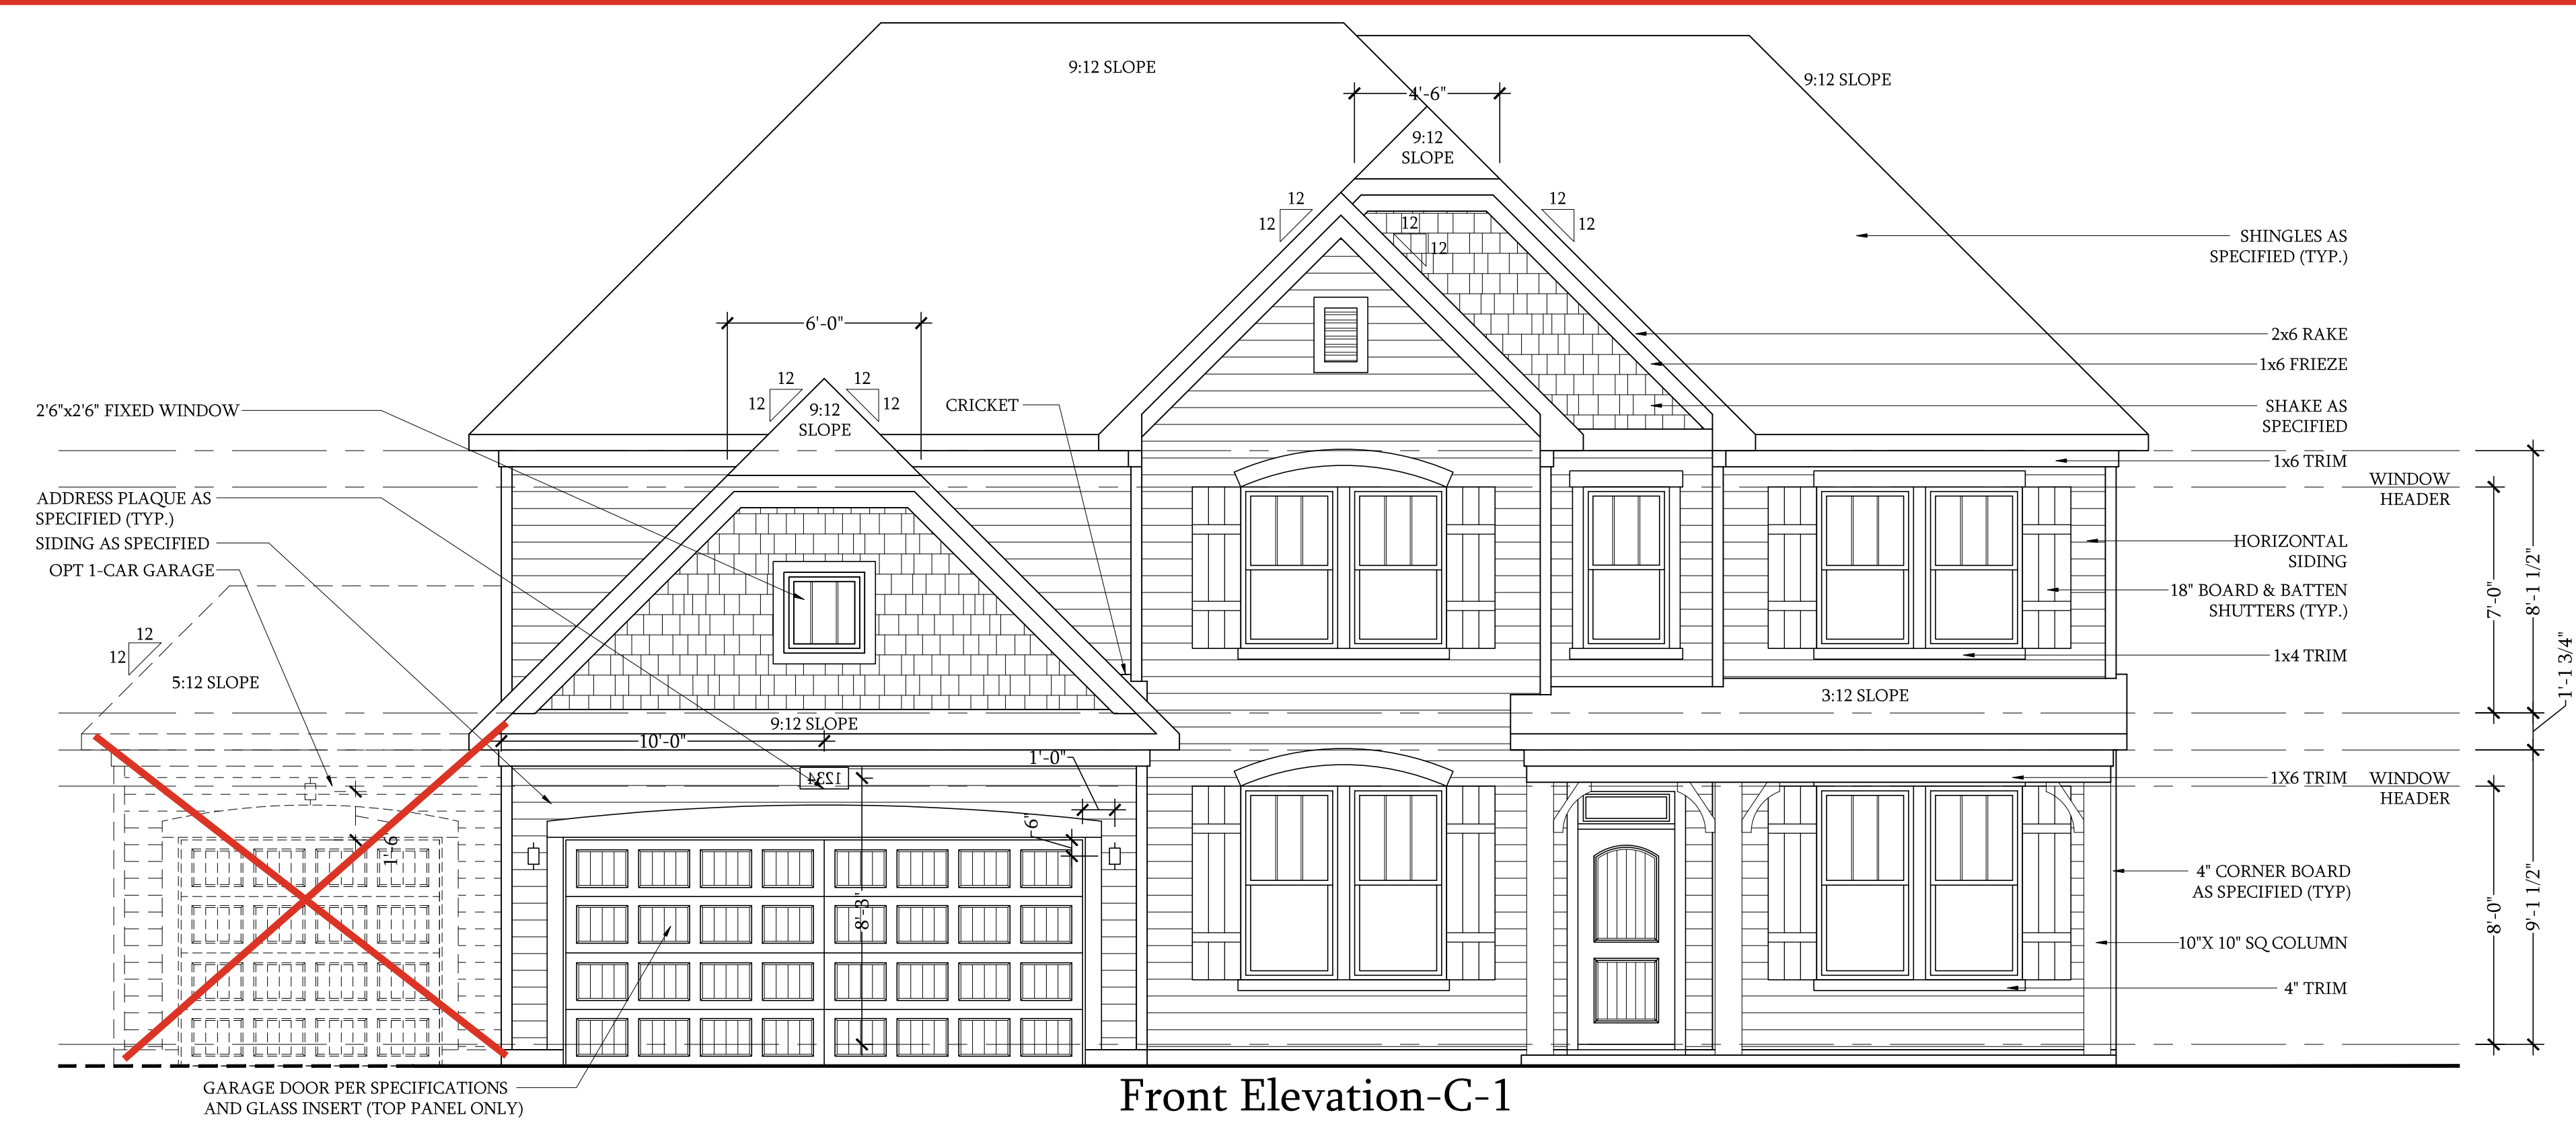 9:12 SLOPE
9:12 SLOPE
4'-6"
9:12
SLOPE
12
12
12
12
12
12
SHINGLES AS
SPECIFIED (TYP.)
6'-0"
2x6 RAKE
1x6 FRIEZE
12
12
12
12
9:12
SLOPE
2'6"x2'6" FIXED WINDOW
CRICKET
SHAKE AS
SPECIFIED
1x6 TRIM
WINDOW
HEADER
ADDRESS PLAQUE AS
SPECIFIED (TYP.)
SIDING AS SPECIFIED
OPT 1-CAR GARAGE
HORIZONTAL
SIDING
18" BOARD & BATTEN
SHUTTERS (TYP.)
7'-0"
8'-1 1/2"
1'-1 3/4"
12
12
5:12 SLOPE
1x4 TRIM
3:12 SLOPE
9:12 SLOPE
10'-0"
1'-0"
1234
1X6 TRIM
WINDOW
HEADER
6"
1'-6"
8'-3"
4" CORNER BOARD
AS SPECIFIED (TYP)
8'-0"
9'-1 1/2"
10"X 10" SQ COLUMN
4" TRIM
GARAGE DOOR PER SPECIFICATIONS
AND GLASS INSERT (TOP PANEL ONLY)
Front Elevation-C-1